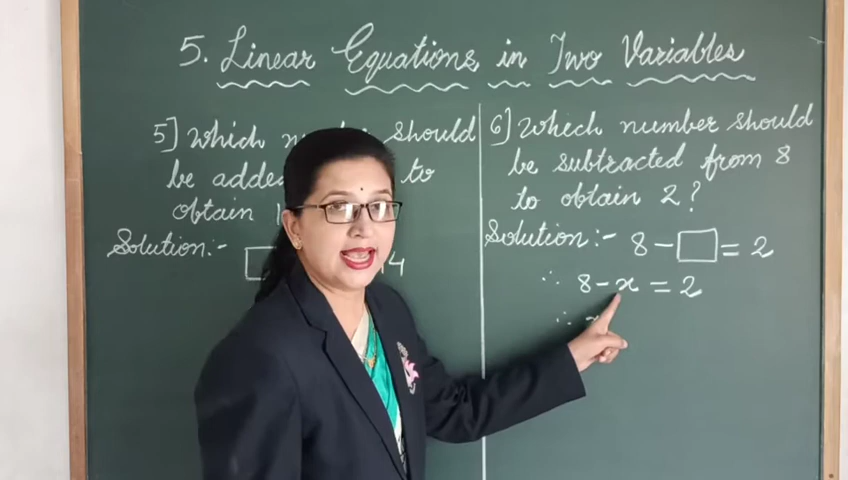 5. Linear Equations in Two Variables
5] Which should
be added to
obtain
Solution:-
6] Which number should
be subtracted from 8
to obtain 2?
Solution:- 8 - □ = 2
∴ 8 - x = 2
∴